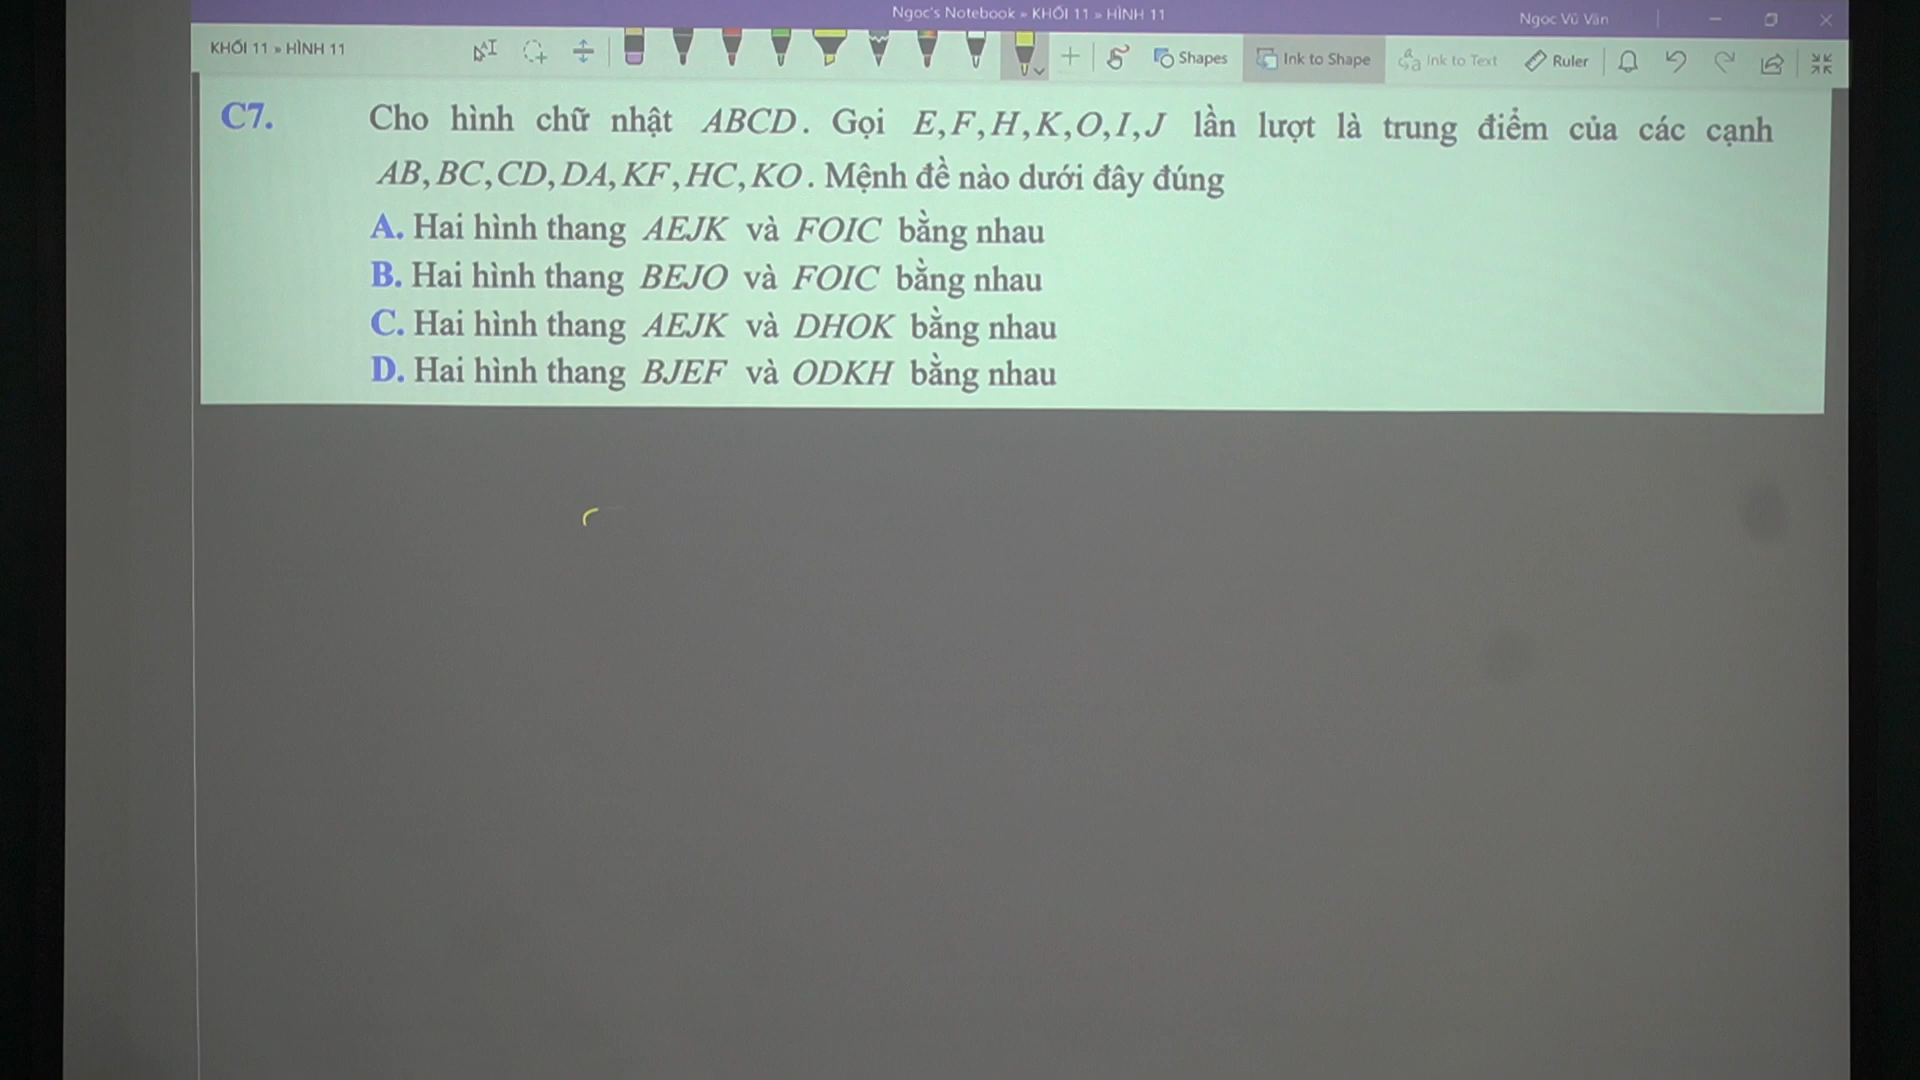 Ngoc's Notebook » KHỐI 11 » HÌNH 11
Ngoc Vũ Văn
KHỐI 11 » HÌNH 11
Shapes
Ink to Shape
Ink to Text
Ruler
C7. Cho hình chữ nhật ABCD. Gọi E,F,H,K,O,I,J lần lượt là trung điểm của các cạnh
AB,BC,CD,DA,KF,HC,KO. Mệnh đề nào dưới đây đúng
A. Hai hình thang AEJK và FOIC bằng nhau
B. Hai hình thang BEJO và FOIC bằng nhau
C. Hai hình thang AEJK và DHOK bằng nhau
D. Hai hình thang BJEF và ODKH bằng nhau